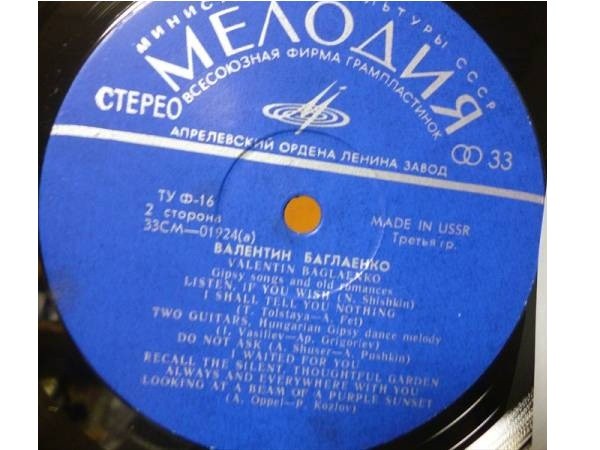 МИНИС ЬТУРЫ СССР
МЕЛОДИЯ
ВСЕСОЮЗНАЯ ФИРМА ГРАМПЛАСТИНОК
СТЕРЕО
АПРЕЛЕВСКИЙ ОРДЕНА ЛЕНИНА ЗАВОД
33
ТУ Ф-16
2 сторона
33СМ—01924(а)
MADE IN USSR
Третья гр.
ВАЛЕНТИН БАГЛАЕНКО
VALENTIN BAGLAENKO
Gipsy songs and old romances
LISTEN, IF YOU WISH (N. Shishkin)
I SHALL TELL YOU NOTHING
(T. Tolstaya—A. Fet)
TWO GUITARS, Hungarian Gipsy dance melody
(I. Vasiliev—Ap. Grigoriev)
DO NOT ASK (A. Shuser—A. Pushkin)
I WAITED FOR YOU
RECALL THE SILENT, THOUGHTFUL GARDEN
ALWAYS AND EVERYWHERE WITH YOU
LOOKING AT A BEAM OF A PURPLE SUNSET
(A. Oppel—P. Kozlov)